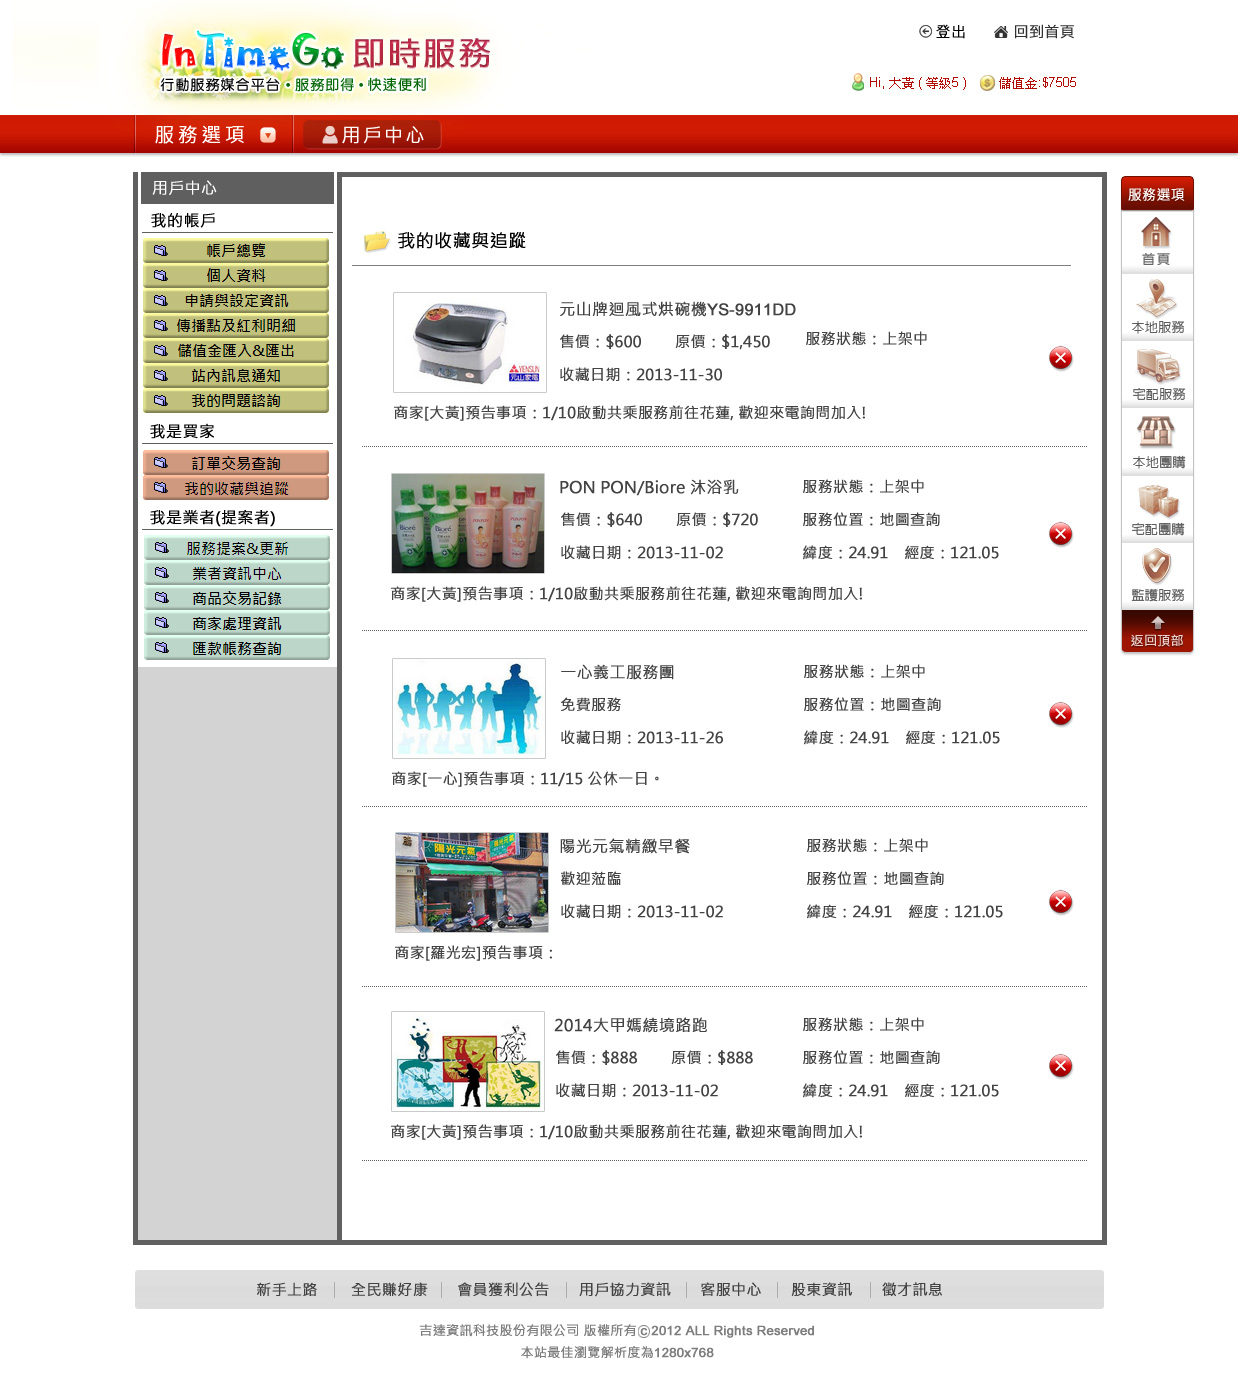 InTimeGo 即時服務
行動服務媒合平台•服務即得•快速便利
登出
回到首頁
Hi, 大黃 ( 等級5 )
儲值金:$7505
服務選項
用戶中心
用戶中心
我的帳戶
帳戶總覽
個人資料
申請與設定資訊
傳播點及紅利明細
儲值金匯入&匯出
站內訊息通知
我的問題諮詢
我是買家
訂單交易查詢
我的收藏與追蹤
我是業者(提案者)
服務提案&更新
業者資訊中心
商品交易記錄
商家處理資訊
匯款帳務查詢
我的收藏與追蹤
元山牌迴風式烘碗機YS-9911DD
售價：$600 原價：$1,450
服務狀態：上架中
收藏日期：2013-11-30
YENSUN
元山家電
商家[大黃]預告事項：1/10啟動共乘服務前往花蓮, 歡迎來電詢問加入!
PON PON/Biore 沐浴乳
服務狀態：上架中
售價：$640 原價：$720
服務位置：地圖查詢
收藏日期：2013-11-02
緯度：24.91 經度：121.05
Bioré
商家[大黃]預告事項：1/10啟動共乘服務前往花蓮, 歡迎來電詢問加入!
一心義工服務團
服務狀態：上架中
免費服務
服務位置：地圖查詢
收藏日期：2013-11-26
緯度：24.91 經度：121.05
商家[一心]預告事項：11/15 公休一日。
陽光元氣精緻早餐
服務狀態：上架中
歡迎蒞臨
服務位置：地圖查詢
收藏日期：2013-11-02
緯度：24.91 經度：121.05
陽光元氣
商家[羅光宏]預告事項：
2014大甲媽繞境路跑
服務狀態：上架中
售價：$888 原價：$888
服務位置：地圖查詢
收藏日期：2013-11-02
緯度：24.91 經度：121.05
商家[大黃]預告事項：1/10啟動共乘服務前往花蓮, 歡迎來電詢問加入!
服務選項
首頁
本地服務
宅配服務
本地團購
宅配團購
監護服務
返回頂部
新手上路
全民賺好康
會員獲利公告
用戶協力資訊
客服中心
股東資訊
徵才訊息
吉達資訊科技股份有限公司 版權所有©2012 ALL Rights Reserved
本站最佳瀏覽解析度為1280x768